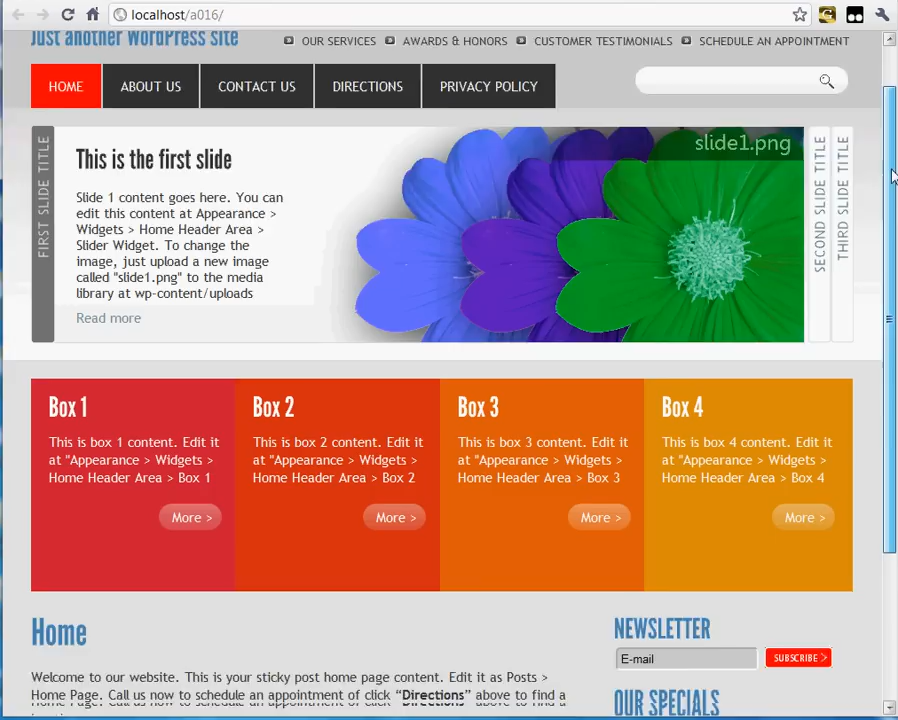 localhost/a016/
Just another WordPress site
OUR SERVICES AWARDS & HONORS CUSTOMER TESTIMONIALS SCHEDULE AN APPOINTMENT
HOME ABOUT US CONTACT US DIRECTIONS PRIVACY POLICY
FIRST SLIDE TITLE
This is the first slide
Slide 1 content goes here. You can
edit this content at Appearance >
Widgets > Home Header Area >
Slider Widget. To change the
image, just upload a new image
called "slide1.png" to the media
library at wp-content/uploads
Read more
slide1.png
SECOND SLIDE TITLE
THIRD SLIDE TITLE
Box 1
This is box 1 content. Edit it
at "Appearance > Widgets >
Home Header Area > Box 1
More >
Box 2
This is box 2 content. Edit it
at "Appearance > Widgets >
Home Header Area > Box 2
More >
Box 3
This is box 3 content. Edit it
at "Appearance > Widgets >
Home Header Area > Box 3
More >
Box 4
This is box 4 content. Edit it
at "Appearance > Widgets >
Home Header Area > Box 4
More >
Home
Welcome to our website. This is your sticky post home page content. Edit it as Posts >
Home Page. Call us now to schedule an appointment of click “Directions” above to find a
NEWSLETTER
E-mail
SUBSCRIBE >
OUR SPECIALS